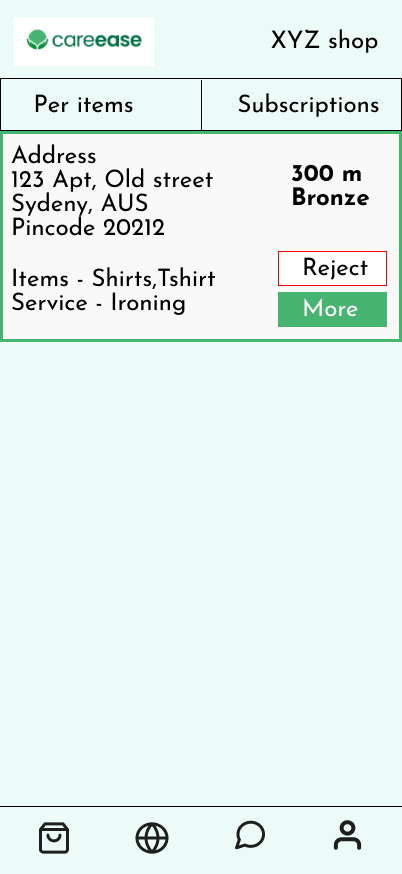 careease
XYZ shop
Per items
Subscriptions
Address
123 Apt, Old street
Sydeny, AUS
Pincode 20212
300 m
Bronze
Items - Shirts,Tshirt
Service - Ironing
Reject
More